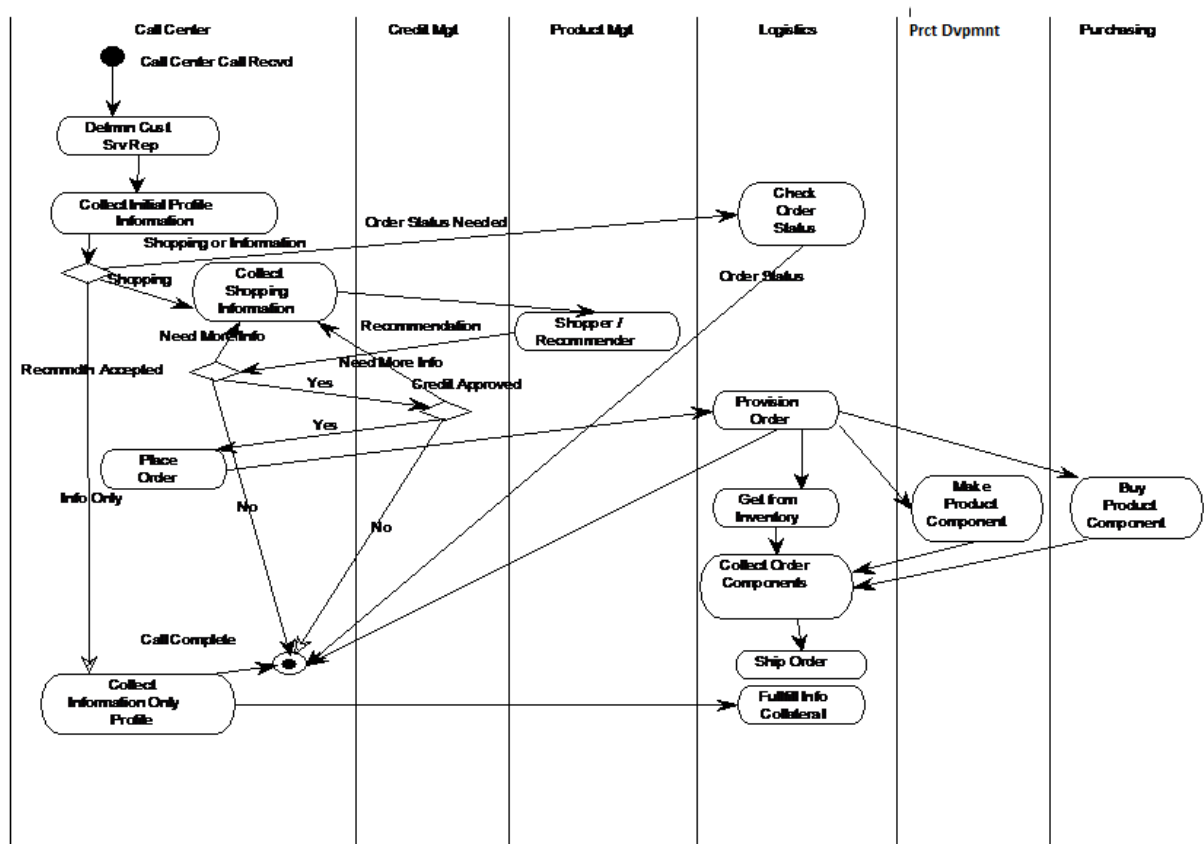 Call Center
Credit Mgt
Product Mgt
Logistics
Prct Dvpmnt
Purchasing
Call Center Call Recvd
Detmn Cust
Srv Rep
Collect Initial Profile
Information
Check
Order
Status
Order Status Needed
Shopping or Information
Shopping
Collect
Shopping
Information
Order Status
Need More Info
Recommendation
Shopper /
Recommender
Need More Info
Recmmdtn Accepted
Yes
Credit Approved
Provision
Order
Yes
Place
Order
Info Only
No
No
Get from
Inventory
Make
Product
Component
Buy
Product
Component
Collect Order
Components
Call Complete
Ship Order
Collect
Information Only
Profile
Fullfill Info
Collateral